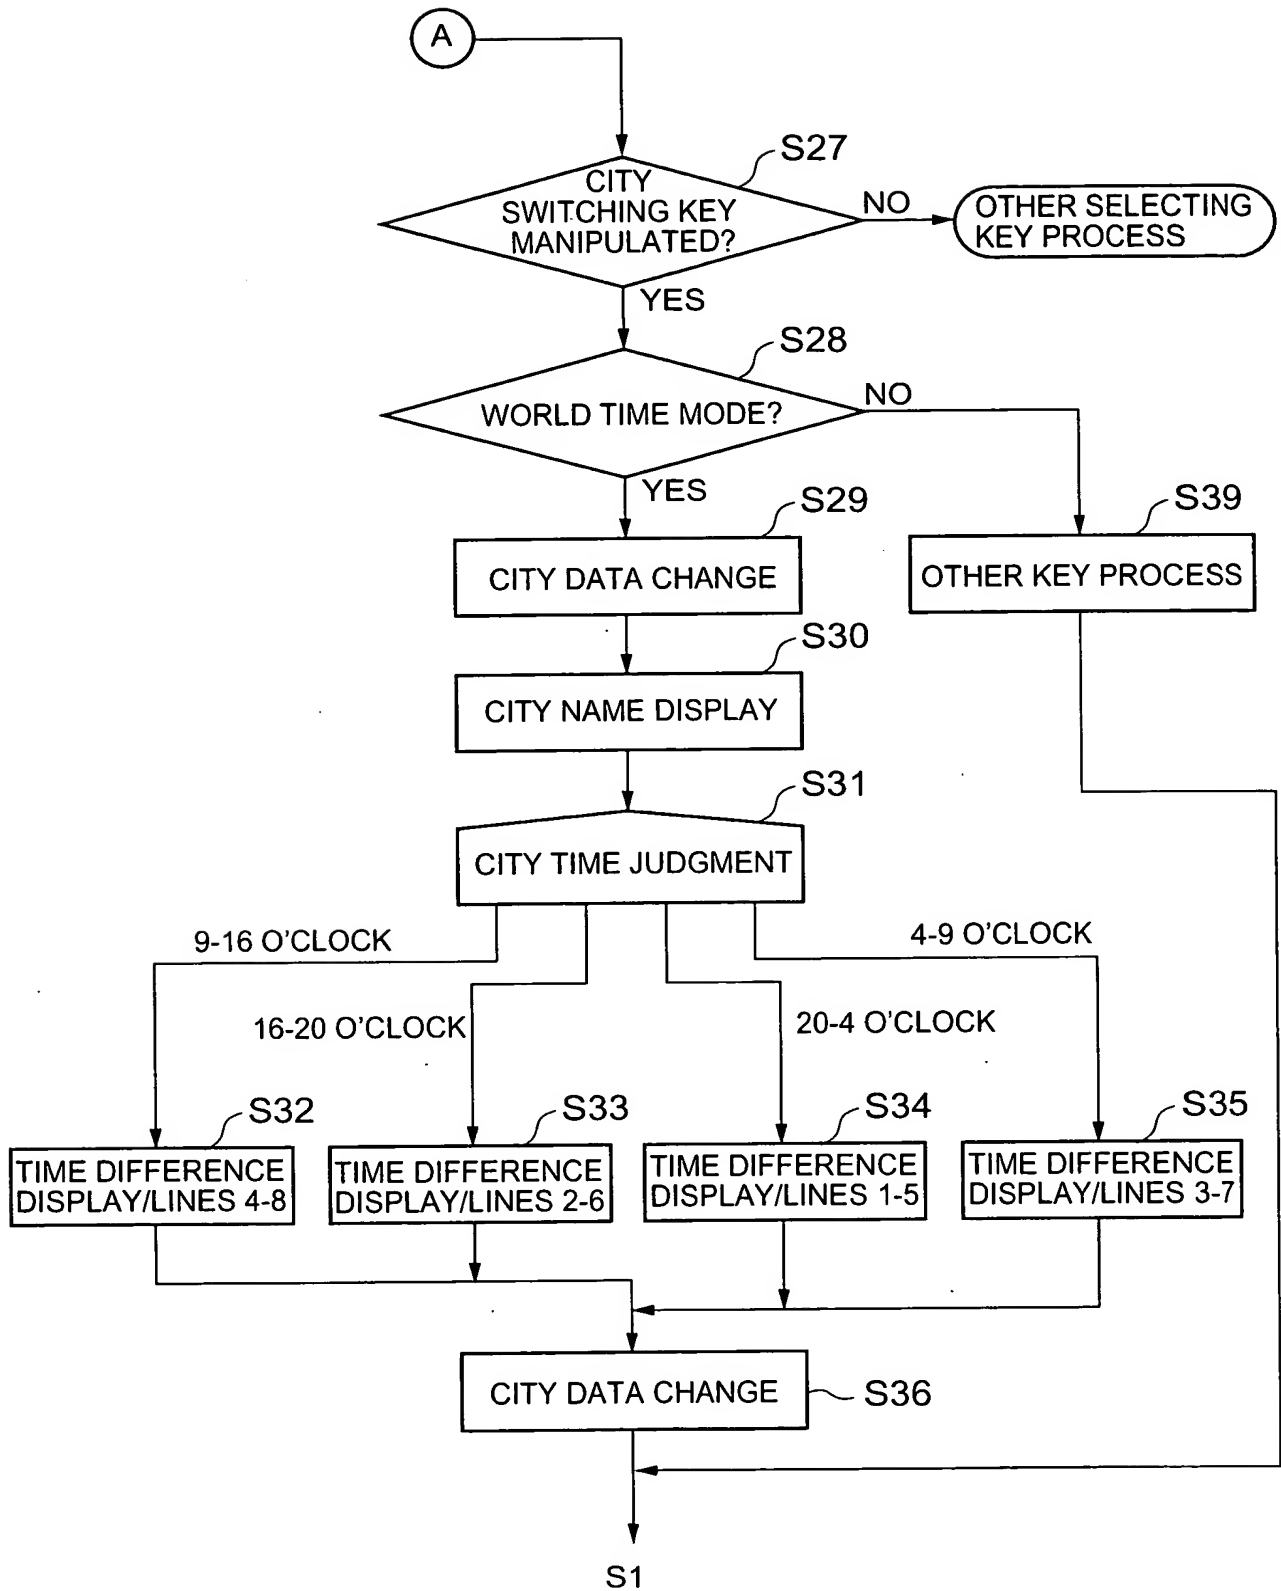 A
S27
CITY
SWITCHING KEY
MANIPULATED?
NO
OTHER SELECTING
KEY PROCESS
YES
S28
WORLD TIME MODE?
NO
YES
S29
CITY DATA CHANGE
S39
OTHER KEY PROCESS
S30
CITY NAME DISPLAY
S31
CITY TIME JUDGMENT
9-16 O'CLOCK
4-9 O'CLOCK
16-20 O'CLOCK
20-4 O'CLOCK
S32
TIME DIFFERENCE
DISPLAY/LINES 4-8
S33
TIME DIFFERENCE
DISPLAY/LINES 2-6
S34
TIME DIFFERENCE
DISPLAY/LINES 1-5
S35
TIME DIFFERENCE
DISPLAY/LINES 3-7
CITY DATA CHANGE
S36
S1